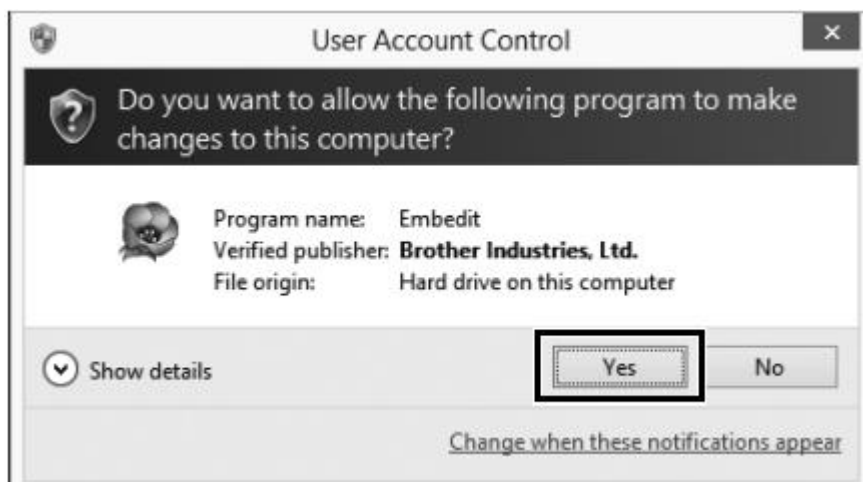 User Account Control
Do you want to allow the following program to make
changes to this computer?
Program name: Embedit
Verified publisher: Brother Industries, Ltd.
File origin: Hard drive on this computer
Show details
Yes No
Change when these notifications appear